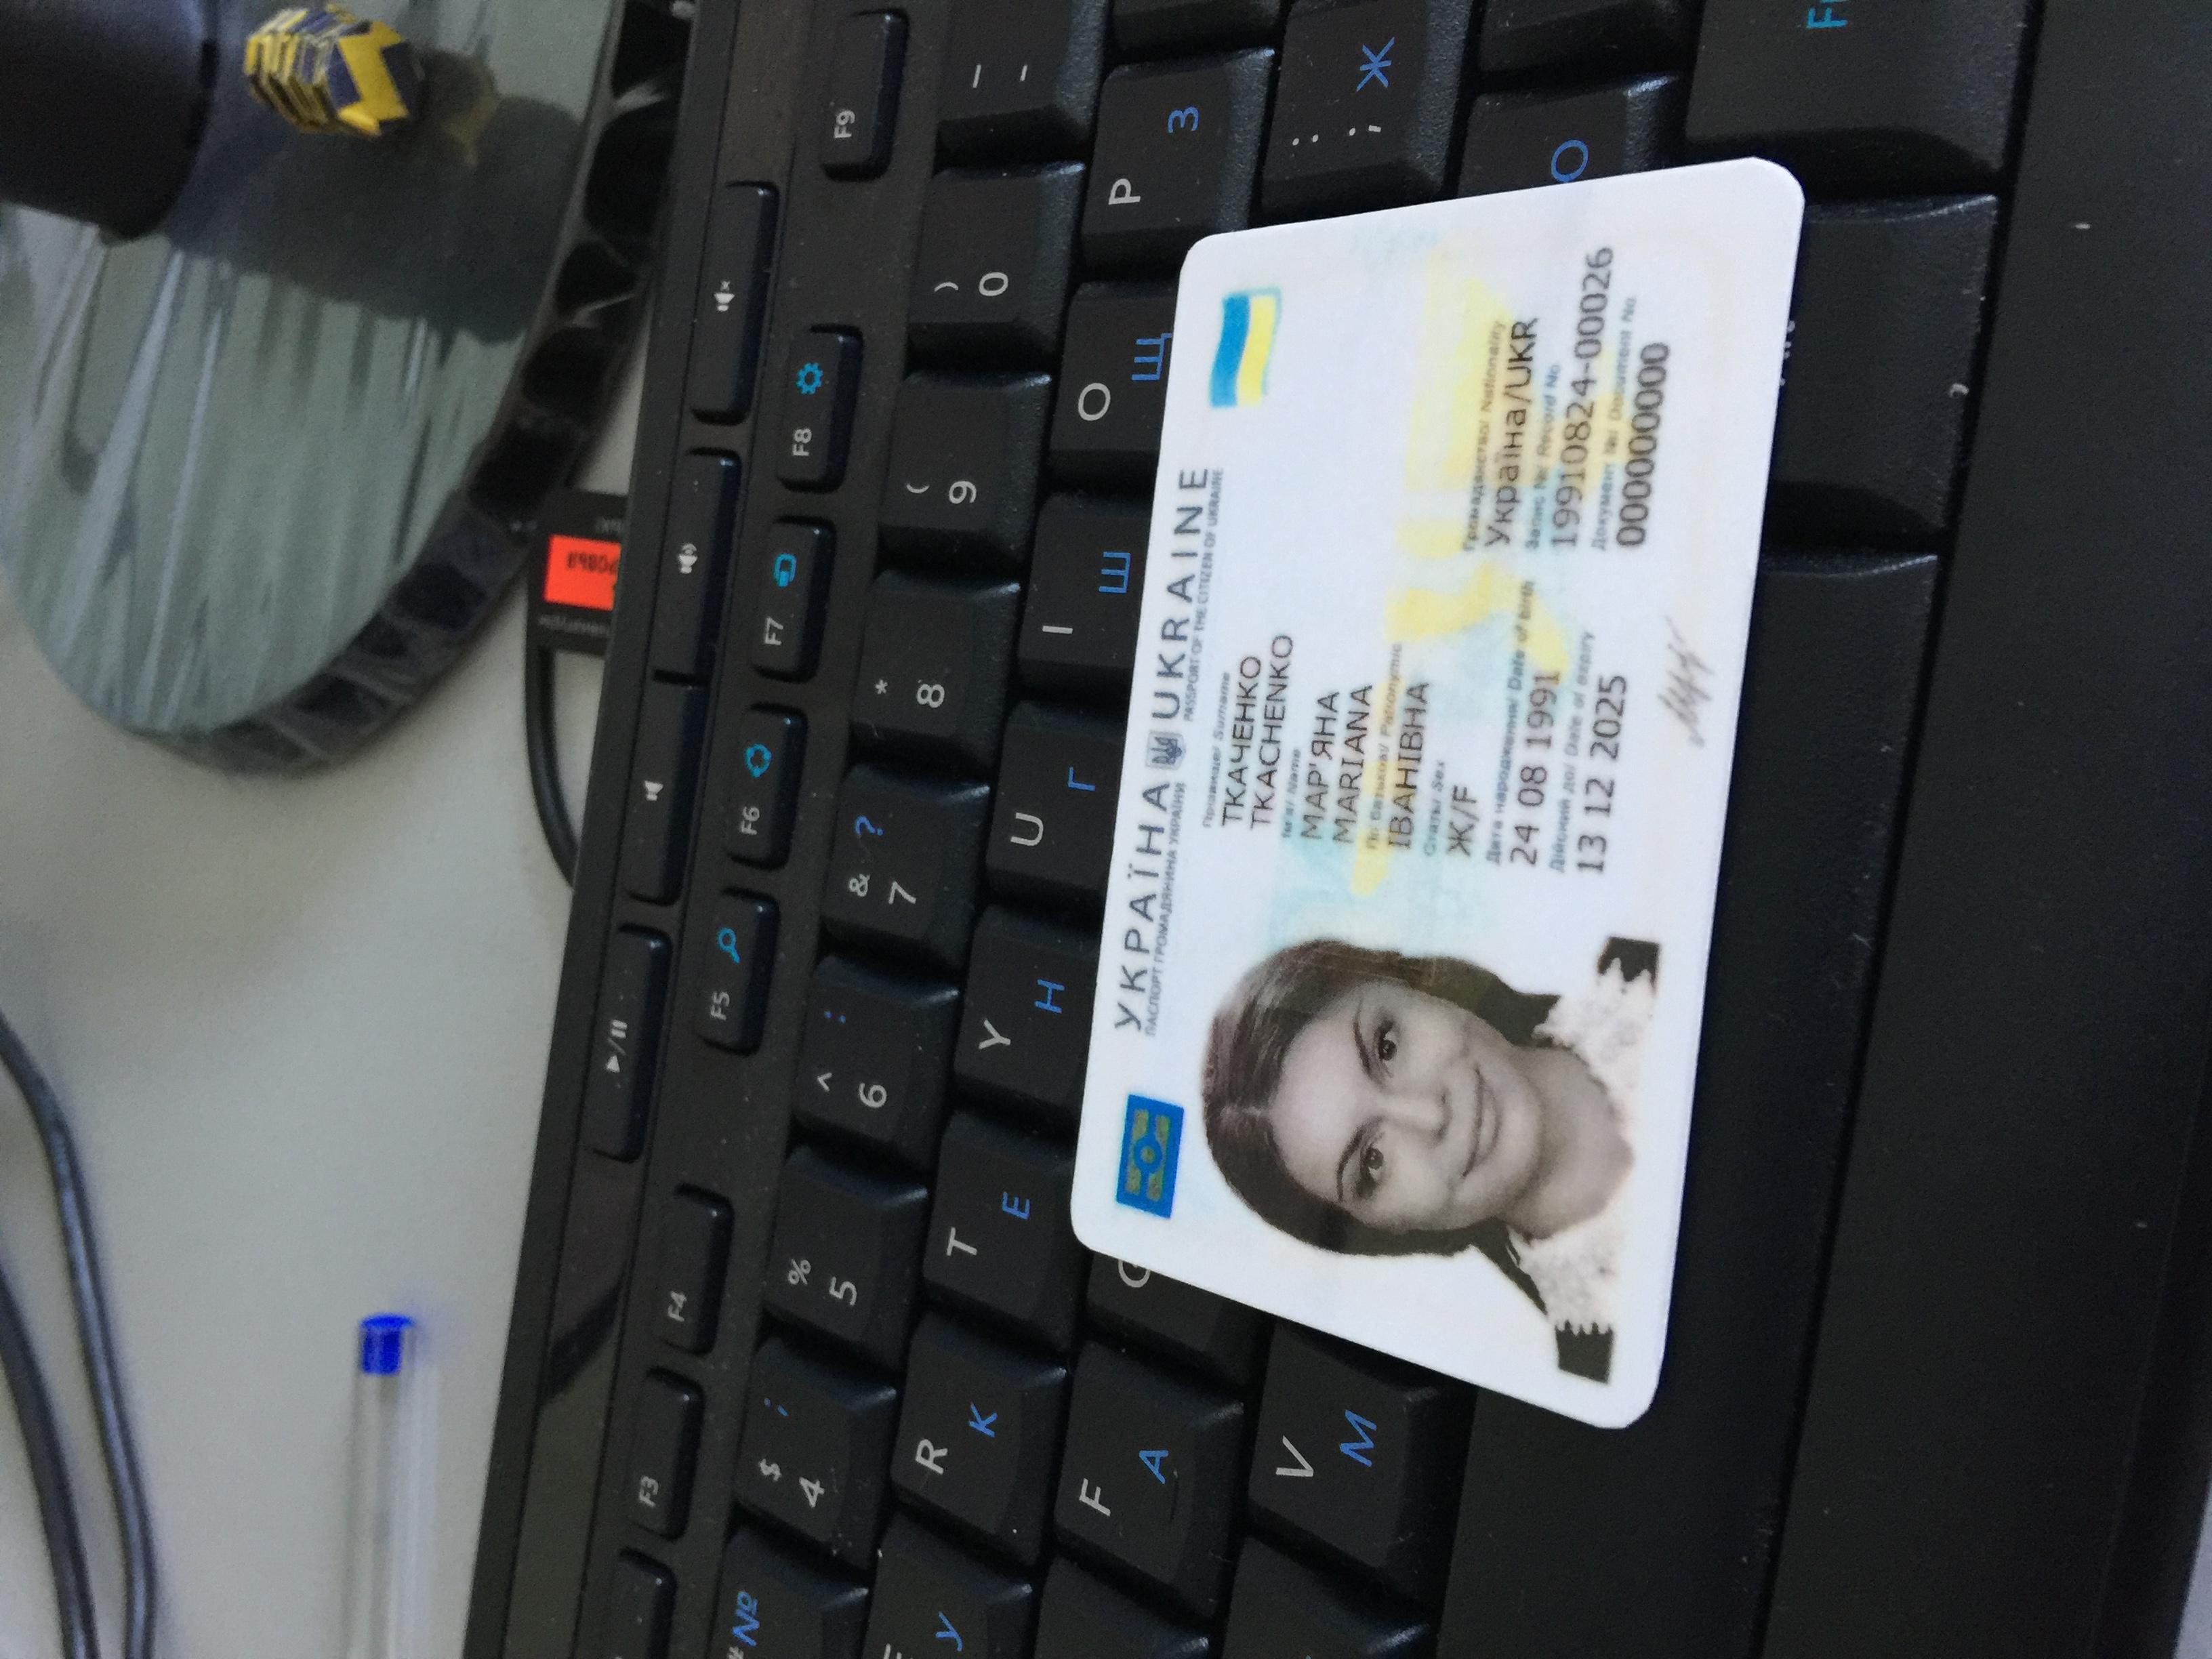 ▶/II
F3
F4
F5
F6
F7
F8
F9
РОВЬЯ
# №
$ ;
4
%
5
^ :
6
& ?
7
*
8
(
9
)
0
_
-
У
R
К
T
Е
Y
Н
U
Г
I
Ш
O
Щ
P
З
F
А
G
V
М
: ;
Ж
О
УКРАЇНА UKRAINE
ПАСПОРТ ГРОМАДЯНИНА УКРАЇНИ PASSPORT OF THE CITIZEN OF UKRAINE
Прізвище/ Surname
ТКАЧЕНКО
TKACHENKO
Ім'я/ Name
МАР'ЯНА
MARIANA
По батькові/ Patronymic
ІВАНІВНА
Стать/ Sex
Ж/F
Громадянство/ Nationality
Україна/UKR
Дата народження/ Date of birth
24 08 1991
Запис №/ Record No.
19910824-00026
Дійсний до/ Date of expiry
13 12 2025
Документ №/ Document No.
000000000